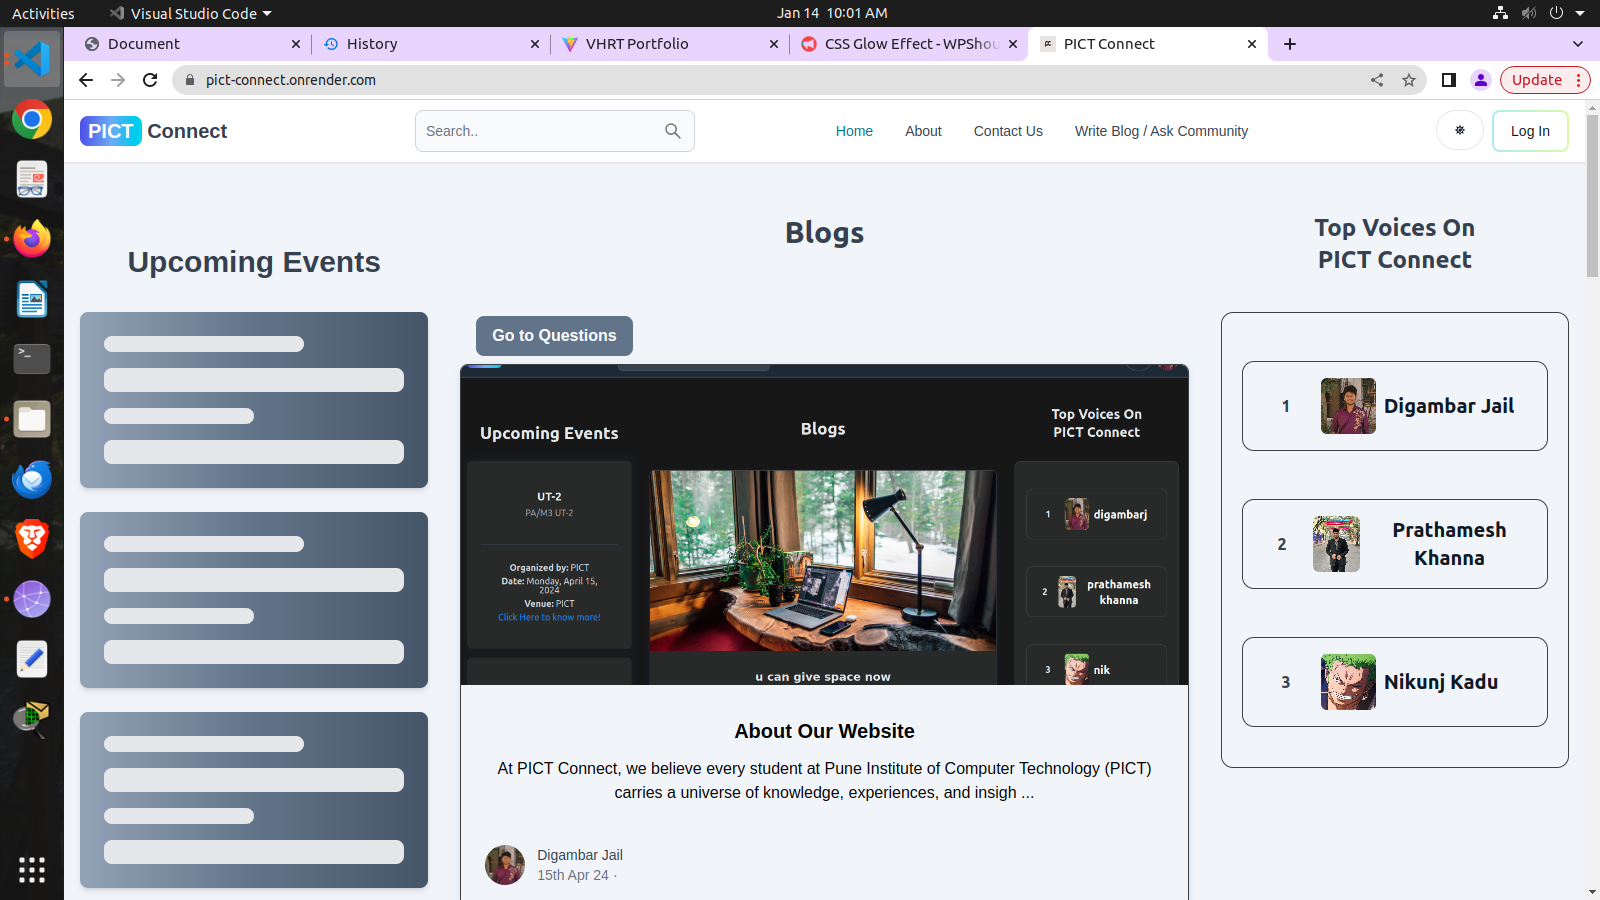 Activities
Visual Studio Code
Jan 14 10:01 AM
Document
History
VHRT Portfolio
CSS Glow Effect - WPShou
PICT Connect
pict-connect.onrender.com
Update
PICT Connect
Search..
Home
About
Contact Us
Write Blog / Ask Community
Log In
Upcoming Events
Blogs
Top Voices On
PICT Connect
Go to Questions
Upcoming Events
Blogs
Top Voices On
PICT Connect
UT-2
PA/M3 UT-2
Organized by: PICT
Date: Monday, April 15,
2024
Venue: PICT
Click Here to know more!
u can give space now
1 digambarj
2 prathamesh
khanna
3 nik
About Our Website
At PICT Connect, we believe every student at Pune Institute of Computer Technology (PICT)
carries a universe of knowledge, experiences, and insigh ...
Digambar Jail
15th Apr 24 ·
1 Digambar Jail
2 Prathamesh
Khanna
3 Nikunj Kadu